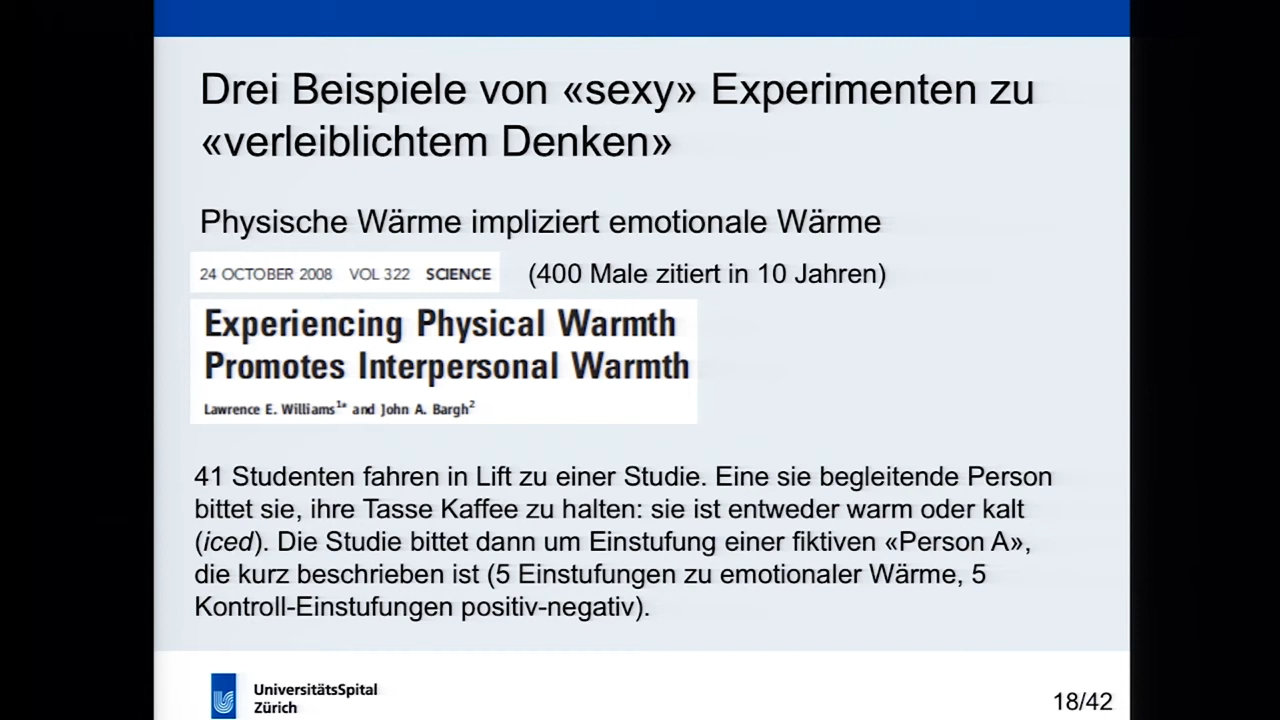 Drei Beispiele von «sexy» Experimenten zu
«verleiblichtem Denken»
Physische Wärme impliziert emotionale Wärme
24 OCTOBER 2008 VOL 322 SCIENCE (400 Male zitiert in 10 Jahren)
Experiencing Physical Warmth
Promotes Interpersonal Warmth
Lawrence E. Williams¹* and John A. Bargh²
41 Studenten fahren in Lift zu einer Studie. Eine sie begleitende Person
bittet sie, ihre Tasse Kaffee zu halten: sie ist entweder warm oder kalt
(iced). Die Studie bittet dann um Einstufung einer fiktiven «Person A»,
die kurz beschrieben ist (5 Einstufungen zu emotionaler Wärme, 5
Kontroll-Einstufungen positiv-negativ).
UniversitätsSpital
Zürich
18/42